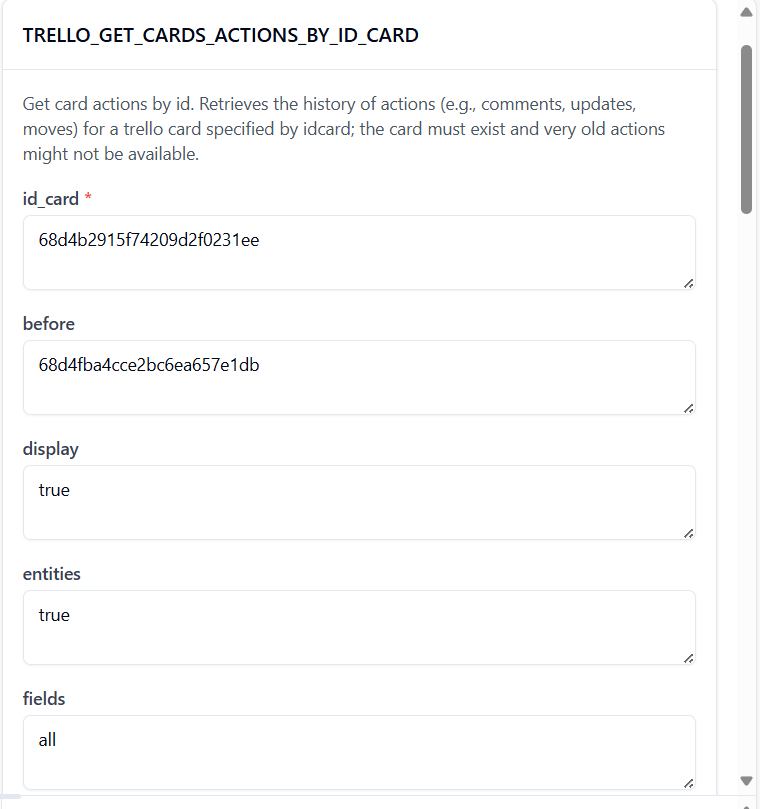 TRELLO_GET_CARDS_ACTIONS_BY_ID_CARD
Get card actions by id. Retrieves the history of actions (e.g., comments, updates,
moves) for a trello card specified by idcard; the card must exist and very old actions
might not be available.
id_card *
68d4b2915f74209d2f0231ee
before
68d4fba4cce2bc6ea657e1db
display
true
entities
true
fields
all